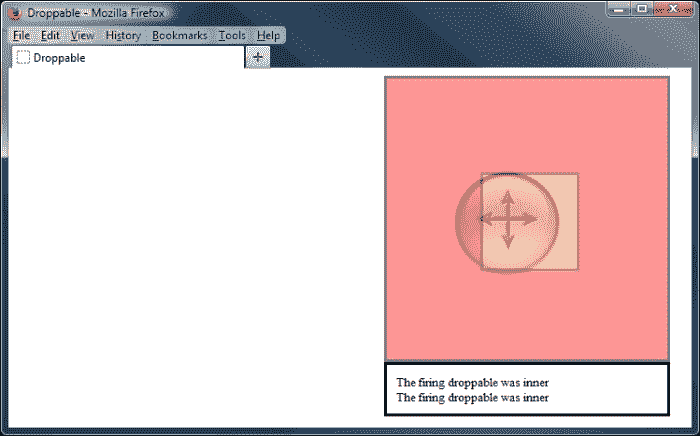 Droppable - Mozilla Firefox
File Edit View History Bookmarks Tools Help
Droppable
The firing droppable was inner
The firing droppable was inner